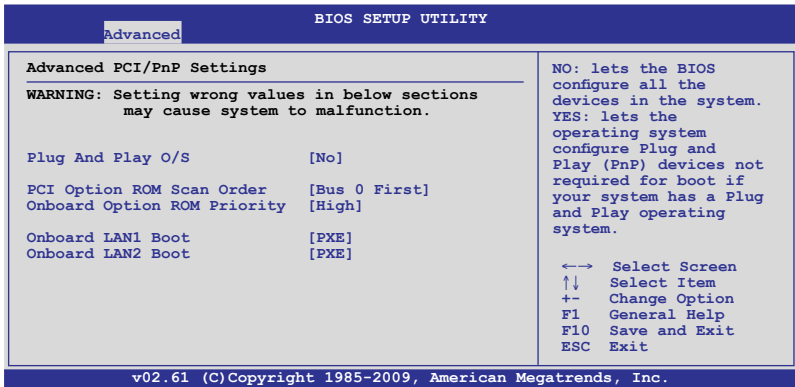 BIOS SETUP UTILITY
Advanced
Advanced PCI/PnP Settings
WARNING: Setting wrong values in below sections
may cause system to malfunction.
Plug And Play O/S [No]
PCI Option ROM Scan Order [Bus 0 First]
Onboard Option ROM Priority [High]
Onboard LAN1 Boot [PXE]
Onboard LAN2 Boot [PXE]
NO: lets the BIOS
configure all the
devices in the system.
YES: lets the
operating system
configure Plug and
Play (PnP) devices not
required for boot if
your system has a Plug
and Play operating
system.
←→ Select Screen
↑↓ Select Item
+- Change Option
F1 General Help
F10 Save and Exit
ESC Exit
v02.61 (C)Copyright 1985-2009, American Megatrends, Inc.